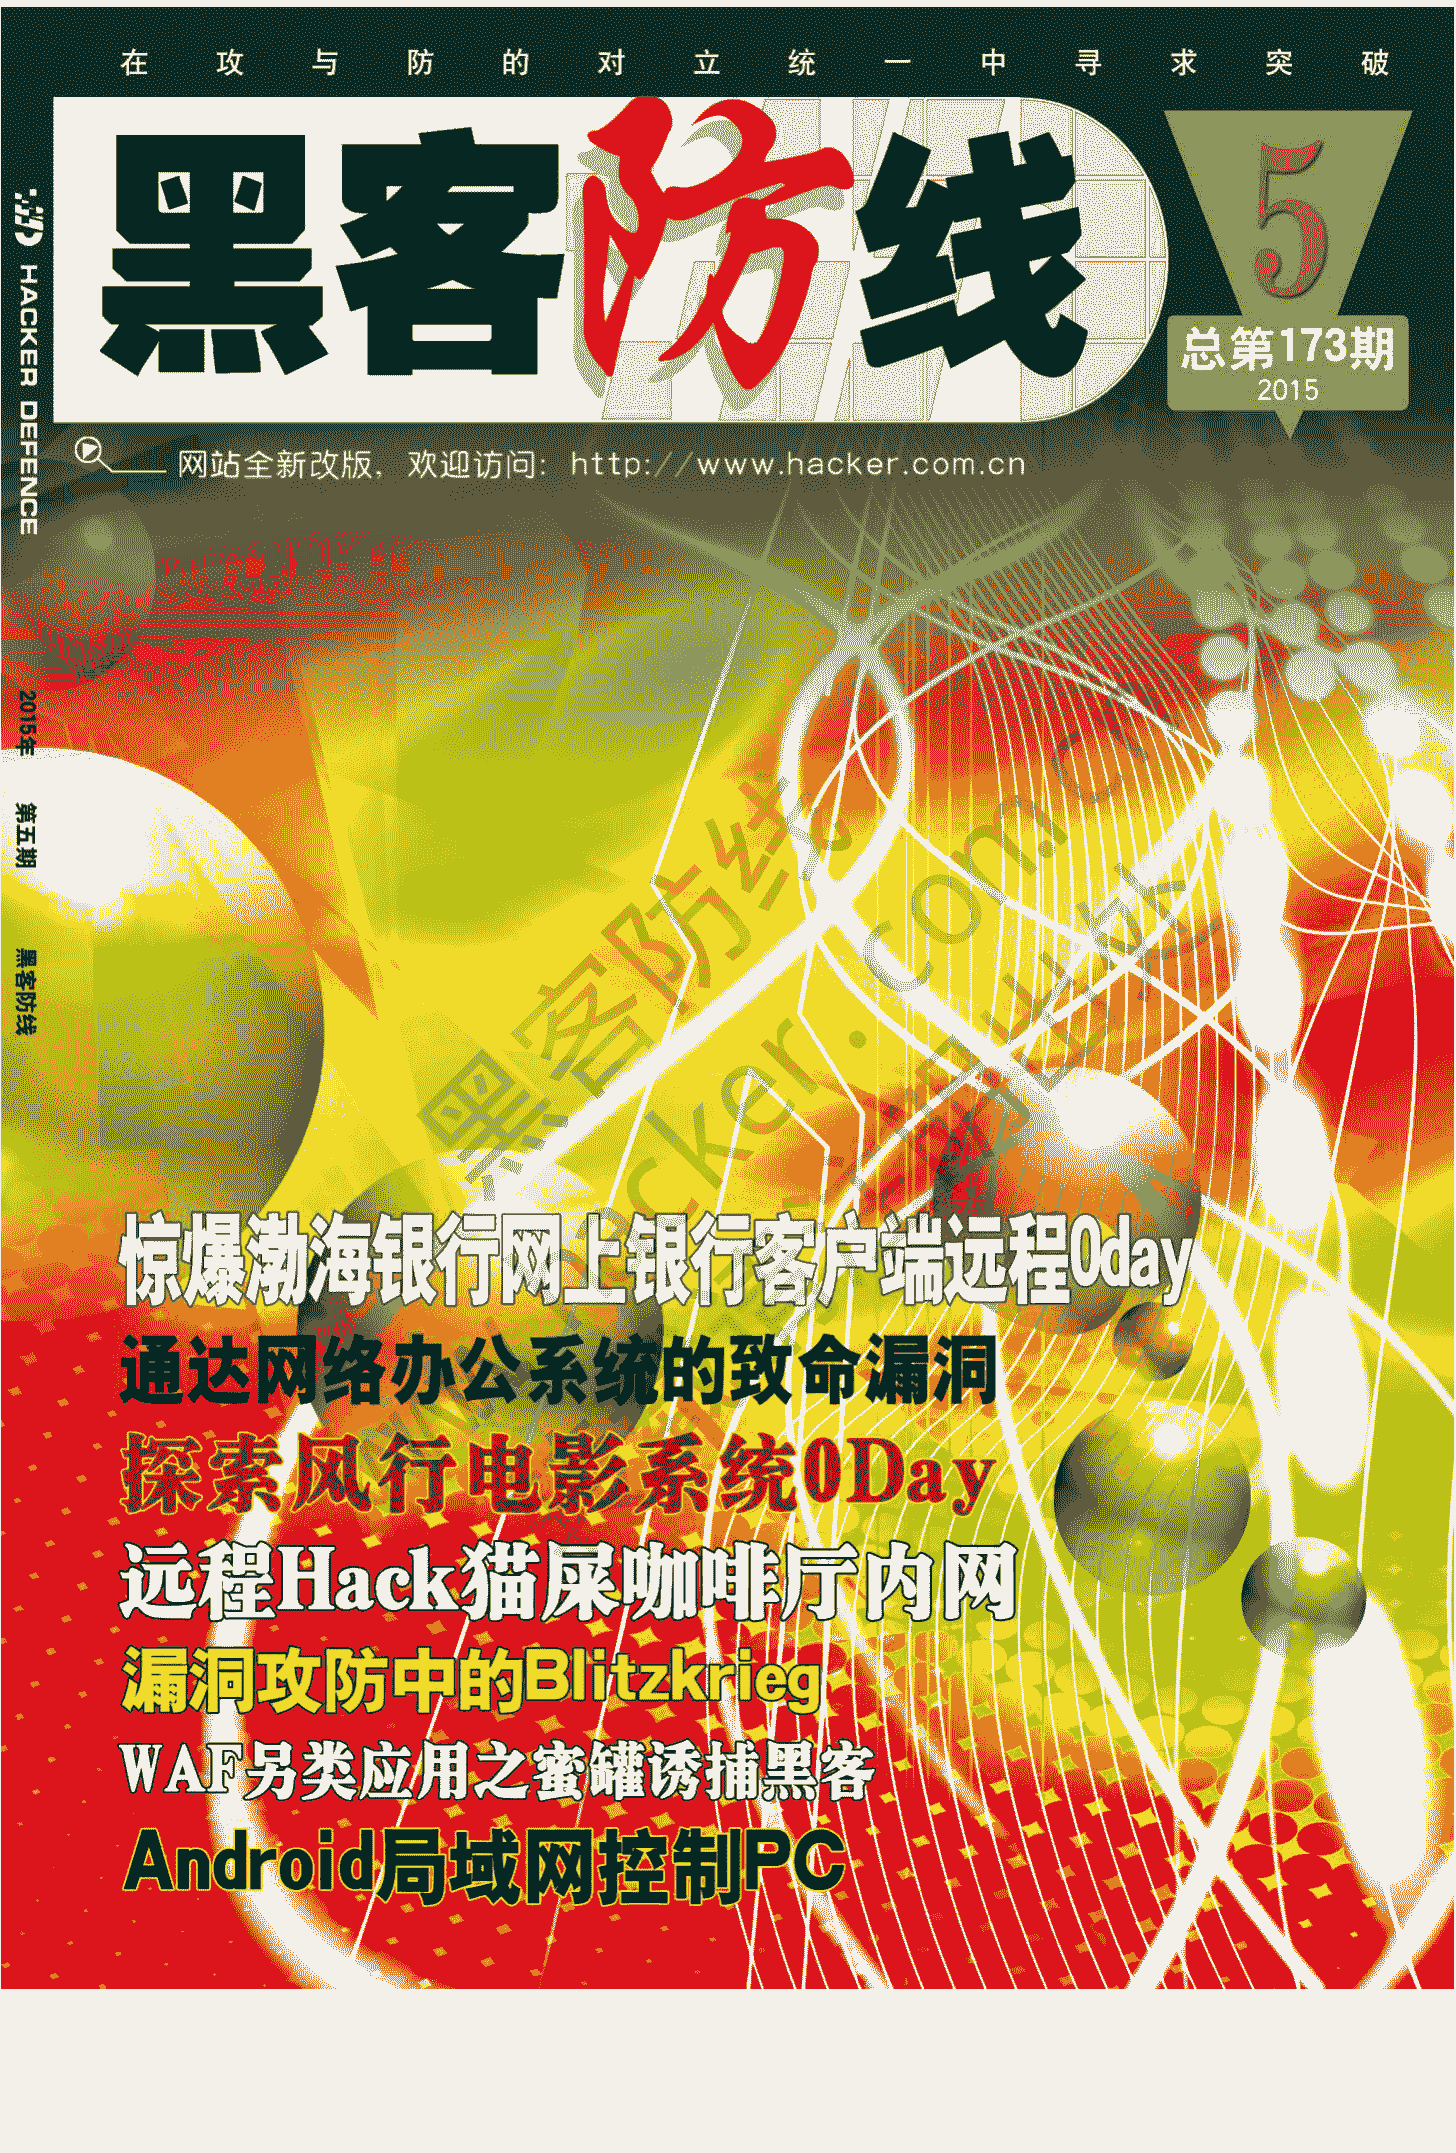 在攻与防的对立统一中寻求突破
黑客防线
5
总第173期
2015
HACKER DEFENCE
网站全新改版，欢迎访问：http://www.hacker.com.cn
2015年 第五期 黑客防线
黑客防线
hacker.com.c
惊爆渤海银行网上银行客户端远程0day
通达网络办公系统的致命漏洞
探索风行电影系统0Day
远程Hack猫屎咖啡厅内网
漏洞攻防中的Blitzkrieg
WAF另类应用之蜜罐诱捕黑客
Android局域网控制PC